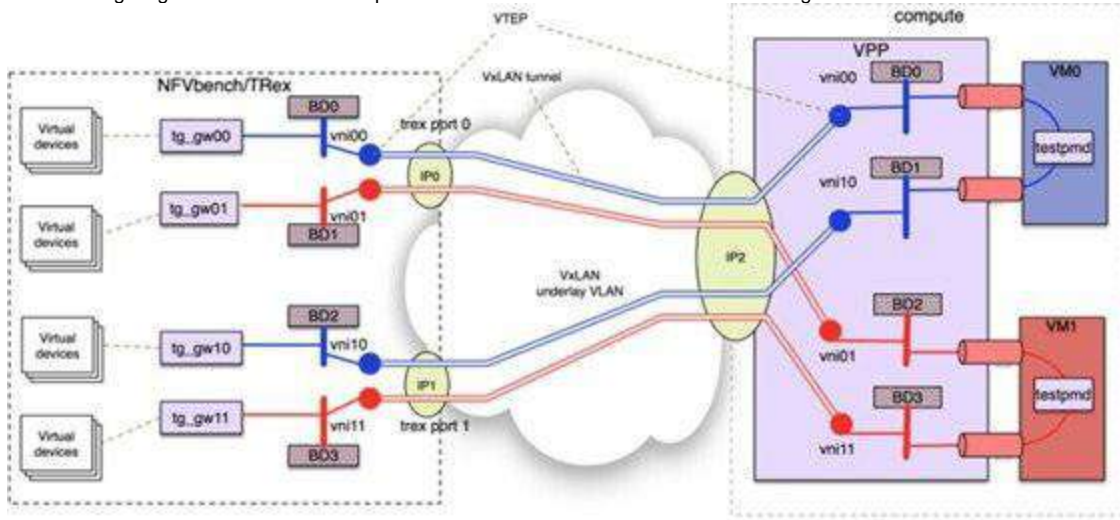 VTEP
compute
VPP
vni00
BD0
VM0
NFVbench/TRex
VxLAN tunnel
BD0
trex port 0
Virtual
devices
tg_gw00
vni00
testpmd
IP0
BD1
vni10
Virtual
devices
tg_gw01
vni01
BD1
IP2
VxLAN
underlay VLAN
BD2
BD2
VM1
Virtual
devices
tg_gw10
vni10
vni01
IP1
testpmd
BD3
Virtual
devices
tg_gw11
vni11
trex port 1
vni11
BD3